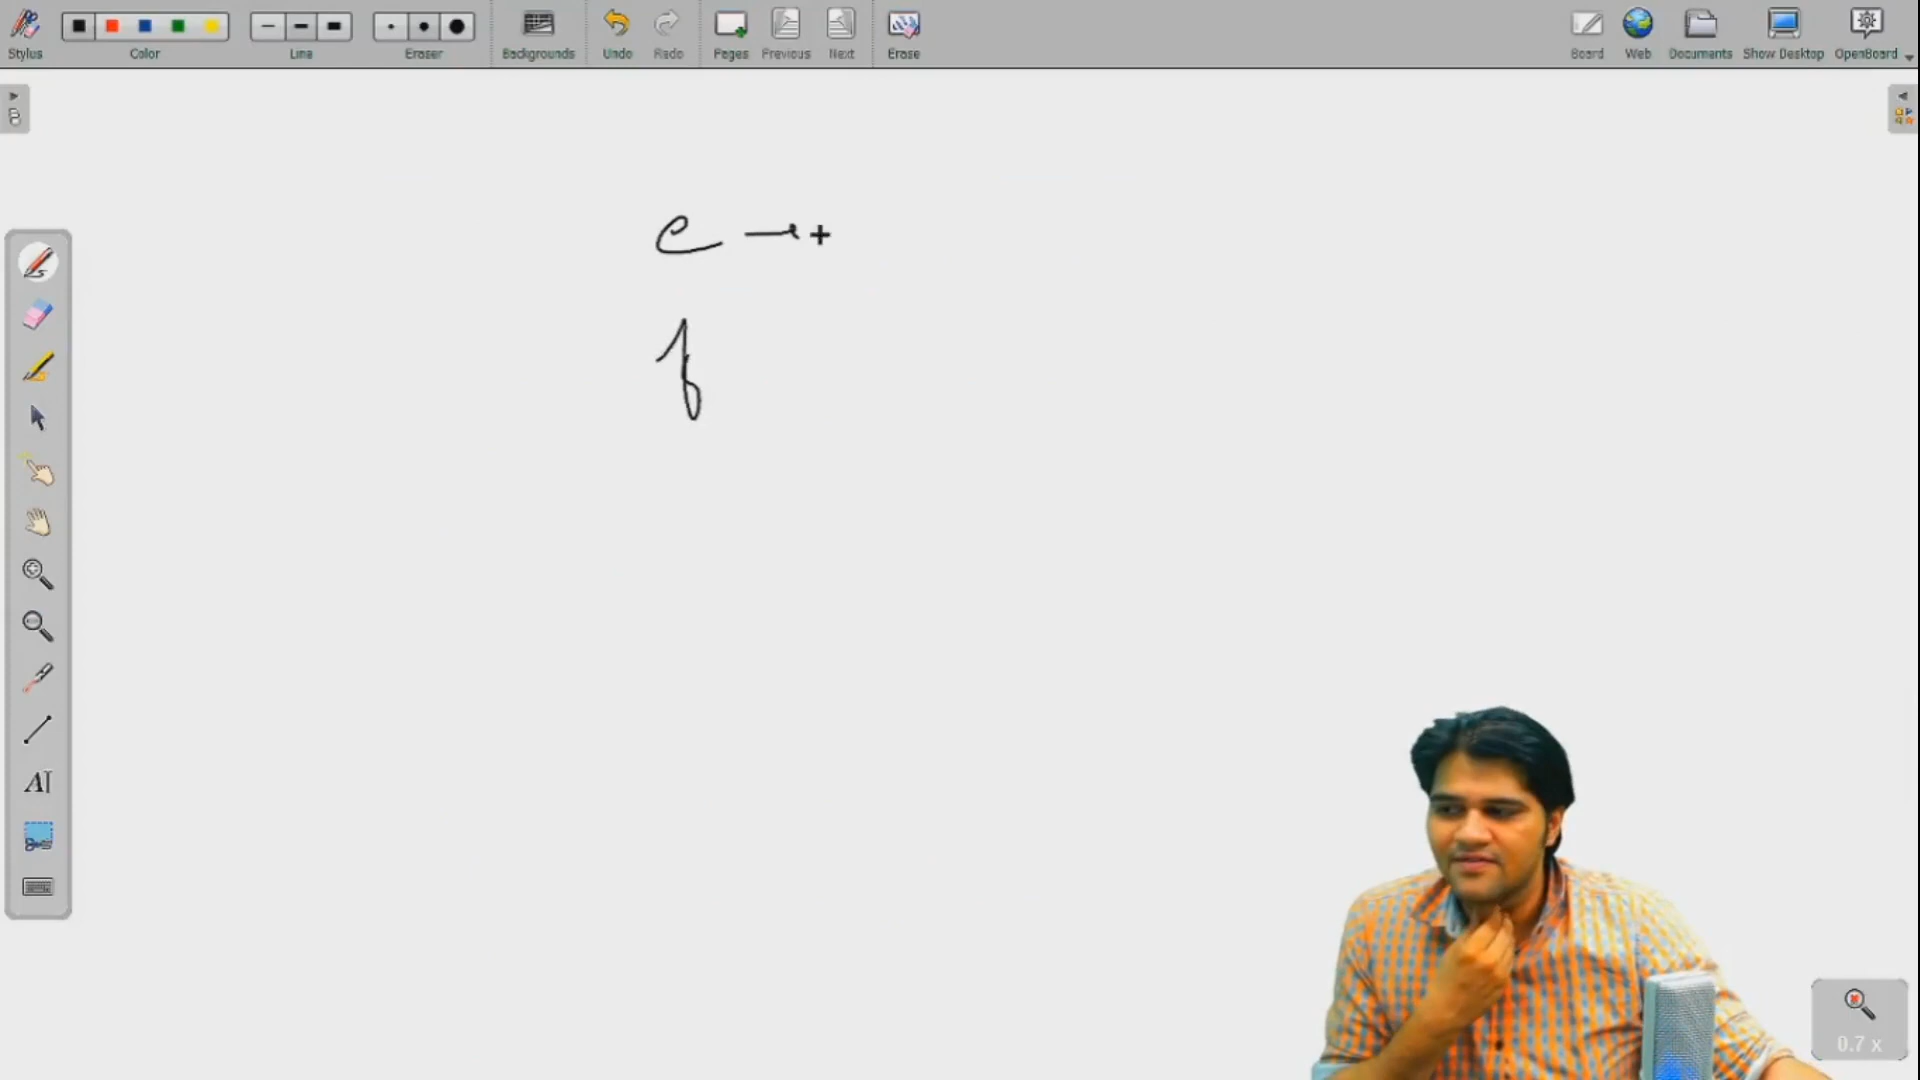 Stylus
Color
Line
Eraser
Backgrounds
Undo
Redo
Pages
Previous
Next
Erase
Board
Web
Documents
Show Desktop
OpenBoard
e →
f
AI
0.7 x